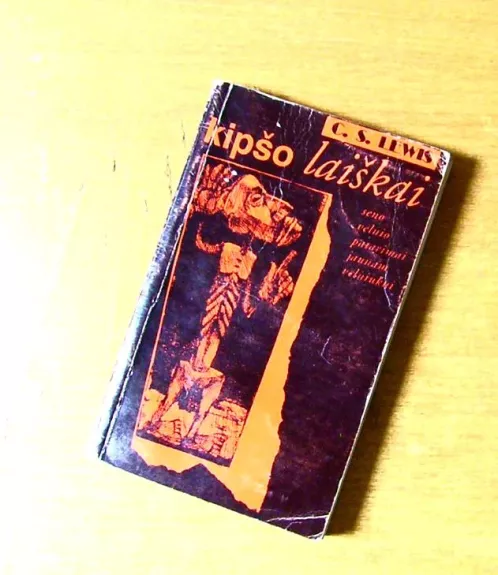 C. S. LEWIS
kipšo laiškai
seno
velnio
patarimai
jaunam
velniukui